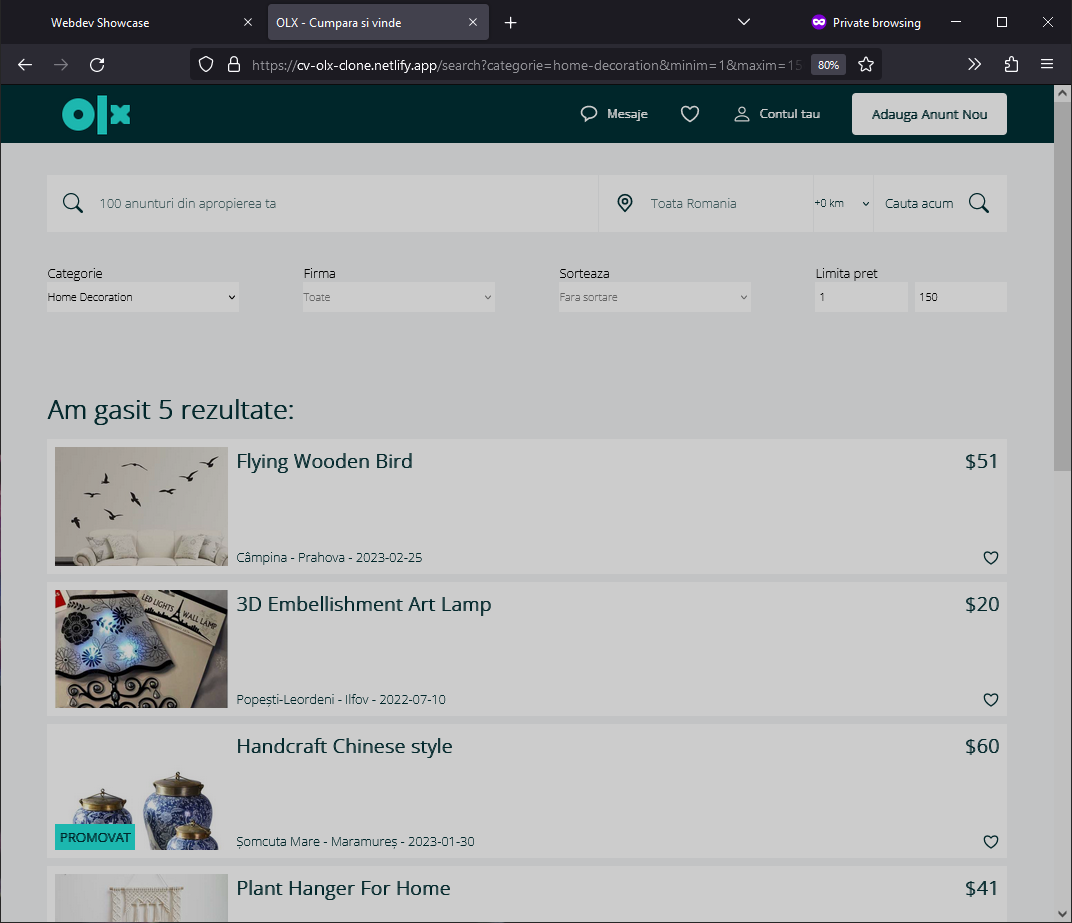 Webdev Showcase
OLX - Cumpara si vinde
Private browsing
https://cv-olx-clone.netlify.app/search?categorie=home-decoration&minim=1&maxim=15
80%
olx
Mesaje
Contul tau
Adauga Anunt Nou
100 anunturi din apropierea ta
Toata Romania
+0 km
Cauta acum
Categorie
Firma
Sorteaza
Limita pret
Home Decoration
Toate
Fara sortare
1
150
Am gasit 5 rezultate:
Flying Wooden Bird
$51
Câmpina - Prahova - 2023-02-25
LED LIGHTS
WALL LAMP
3D Embellishment Art Lamp
$20
Popești-Leordeni - Ilfov - 2022-07-10
Handcraft Chinese style
$60
PROMOVAT
Șomcuta Mare - Maramureș - 2023-01-30
Plant Hanger For Home
$41